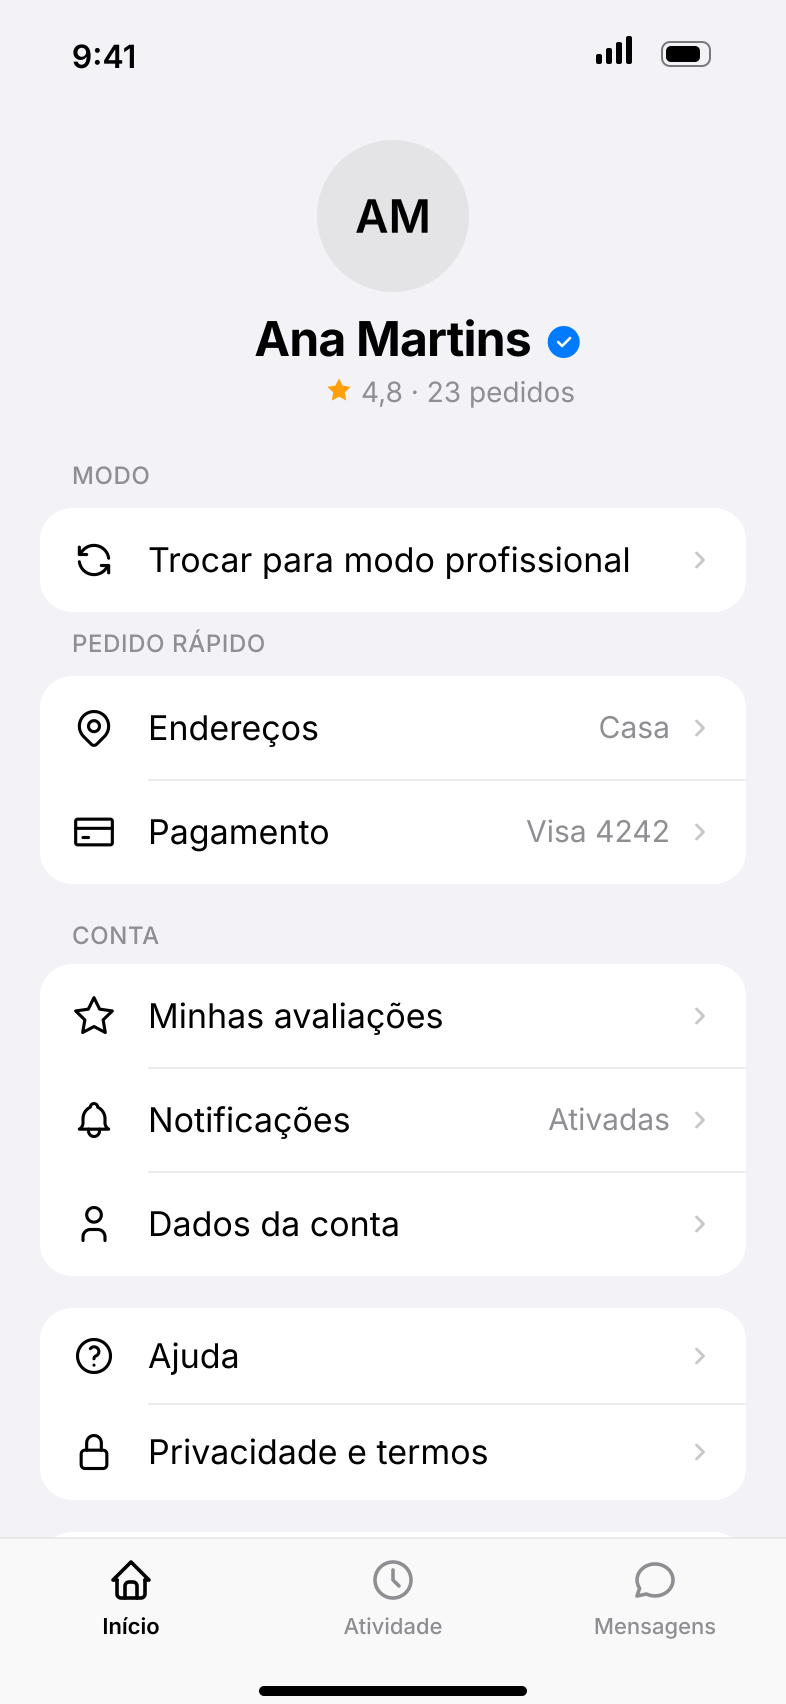 9:41
AM
Ana Martins
4,8 · 23 pedidos
MODO
Trocar para modo profissional
PEDIDO RÁPIDO
Endereços Casa
Pagamento Visa 4242
CONTA
Minhas avaliações
Notificações Ativadas
Dados da conta
Ajuda
Privacidade e termos
Início Atividade Mensagens